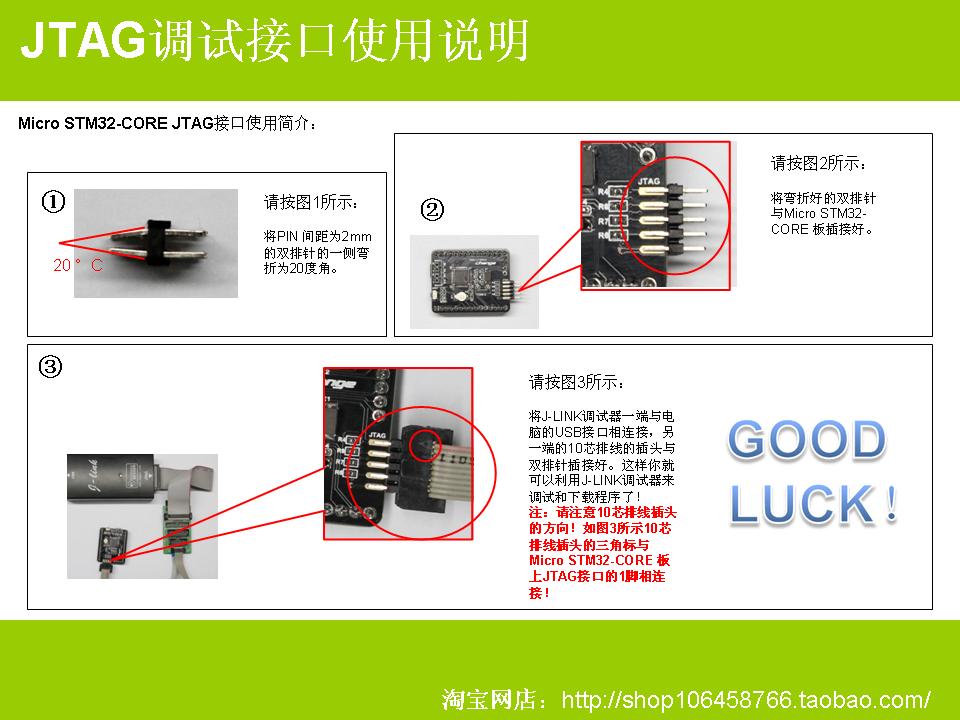 JTAG调试接口使用说明
Micro STM32-CORE JTAG接口使用简介：
①
20°C
请按图1所示：
将PIN 间距为2mm
的双排针的一侧弯
折为20度角。
②
JTAG
R4
R6
R7
R8
请按图2所示：
将弯折好的双排针
与Micro STM32-
CORE 板插接好。
③
J-link
JTAG
请按图3所示：
将J-LINK调试器一端与电
脑的USB接口相连接，另
一端的10芯排线的插头与
双排针插接好。这样你就
可以利用J-LINK调试器来
调试和下载程序了！
注：请注意10芯排线插头
的方向！如图3所示10芯
排线插头的三角标与
Micro STM32-CORE 板
上JTAG接口的1脚相连
接！
GOOD
LUCK！
淘宝网店：http://shop106458766.taobao.com/